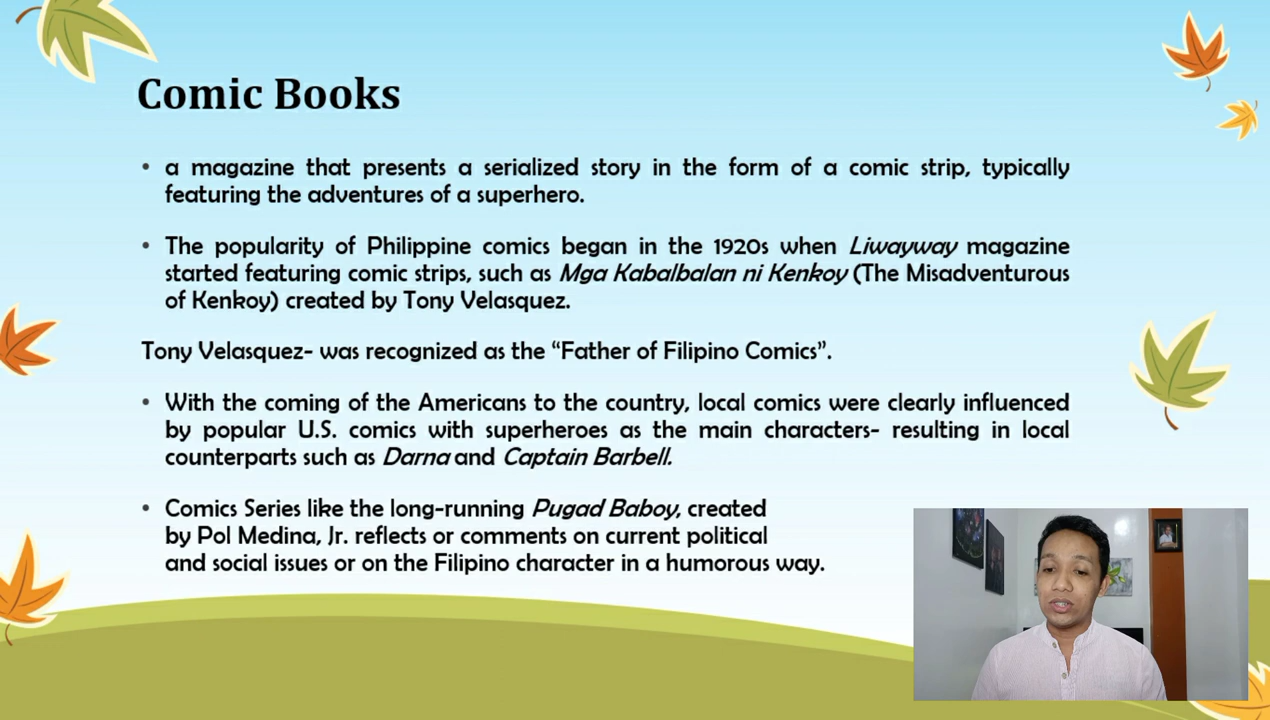 Comic Books
• a magazine that presents a serialized story in the form of a comic strip, typically
featuring the adventures of a superhero.
• The popularity of Philippine comics began in the 1920s when Liwayway magazine
started featuring comic strips, such as Mga Kabalbalan ni Kenkoy (The Misadventurous
of Kenkoy) created by Tony Velasquez.
Tony Velasquez- was recognized as the “Father of Filipino Comics”.
• With the coming of the Americans to the country, local comics were clearly influenced
by popular U.S. comics with superheroes as the main characters- resulting in local
counterparts such as Darna and Captain Barbell.
• Comics Series like the long-running Pugad Baboy, created
by Pol Medina, Jr. reflects or comments on current political
and social issues or on the Filipino character in a humorous way.